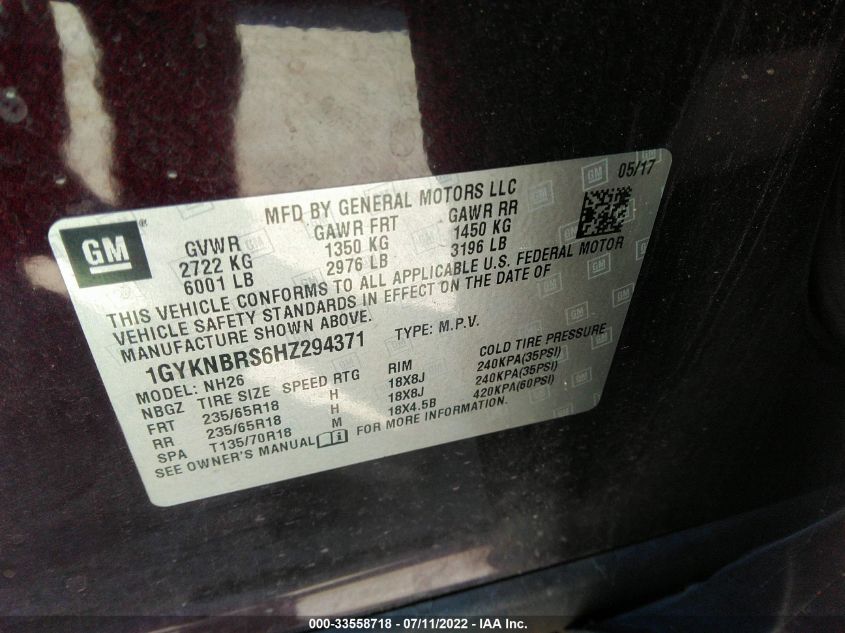 05/17
MFD BY GENERAL MOTORS LLC
GM
GVWR GAWR FRT GAWR RR
2722 KG 1350 KG 1450 KG
6001 LB 2976 LB 3196 LB
THIS VEHICLE CONFORMS TO ALL APPLICABLE U.S. FEDERAL MOTOR
VEHICLE SAFETY STANDARDS IN EFFECT ON THE DATE OF
MANUFACTURE SHOWN ABOVE.
1GYKNBRS6HZ294371 TYPE: M.P.V.
MODEL: NH26
NBGZ TIRE SIZE SPEED RTG RIM COLD TIRE PRESSURE
FRT 235/65R18 H 18X8J 240KPA(35PSI)
RR 235/65R18 H 18X8J 240KPA(35PSI)
SPA T135/70R18 M 18X4.5B 420KPA(60PSI)
SEE OWNER'S MANUAL FOR MORE INFORMATION.
000-33558718 - 07/11/2022 - IAA Inc.